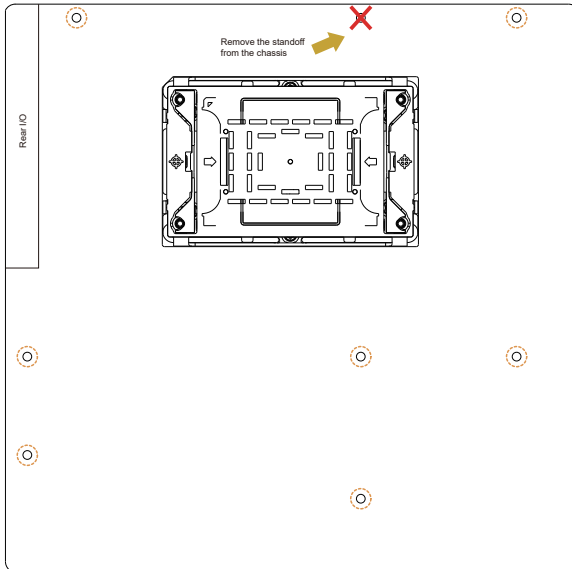 Remove the standoff
from the chassis
Rear I/O